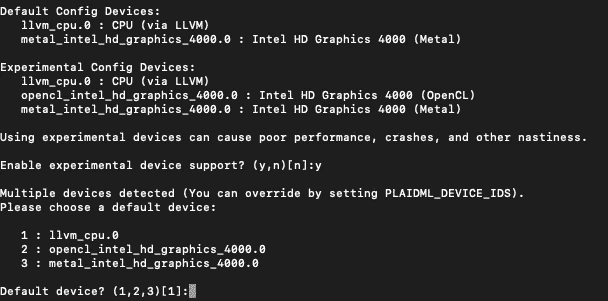 Default Config Devices:
llvm_cpu.0 : CPU (via LLVM)
metal_intel_hd_graphics_4000.0 : Intel HD Graphics 4000 (Metal)
Experimental Config Devices:
llvm_cpu.0 : CPU (via LLVM)
opencl_intel_hd_graphics_4000.0 : Intel HD Graphics 4000 (OpenCL)
metal_intel_hd_graphics_4000.0 : Intel HD Graphics 4000 (Metal)
Using experimental devices can cause poor performance, crashes, and other nastiness.
Enable experimental device support? (y,n)[n]:y
Multiple devices detected (You can override by setting PLAIDML_DEVICE_IDS).
Please choose a default device:
1 : llvm_cpu.0
2 : opencl_intel_hd_graphics_4000.0
3 : metal_intel_hd_graphics_4000.0
Default device? (1,2,3)[1]: